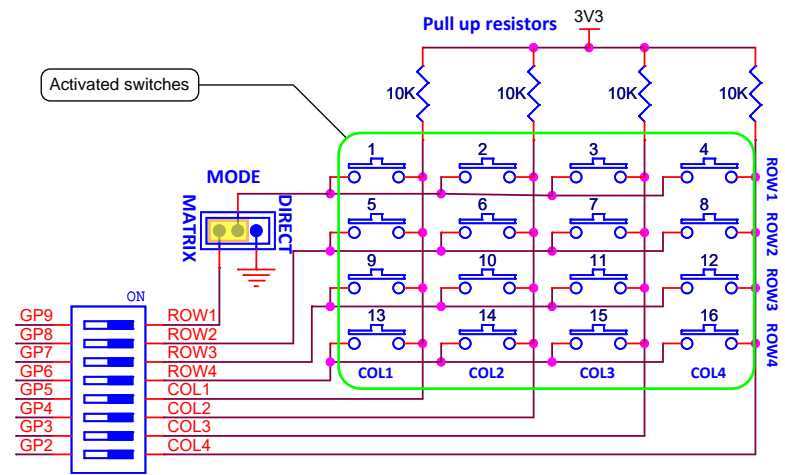 Pull up resistors
3V3
Activated switches
10K 10K 10K 10K
1 2 3 4
ROW1
MODE
MATRIX
DIRECT
5 6 7 8
ROW2
9 10 11 12
ROW3
13 14 15 16
ROW4
COL1 COL2 COL3 COL4
ON
GP9 ROW1
GP8 ROW2
GP7 ROW3
GP6 ROW4
GP5 COL1
GP4 COL2
GP3 COL3
GP2 COL4